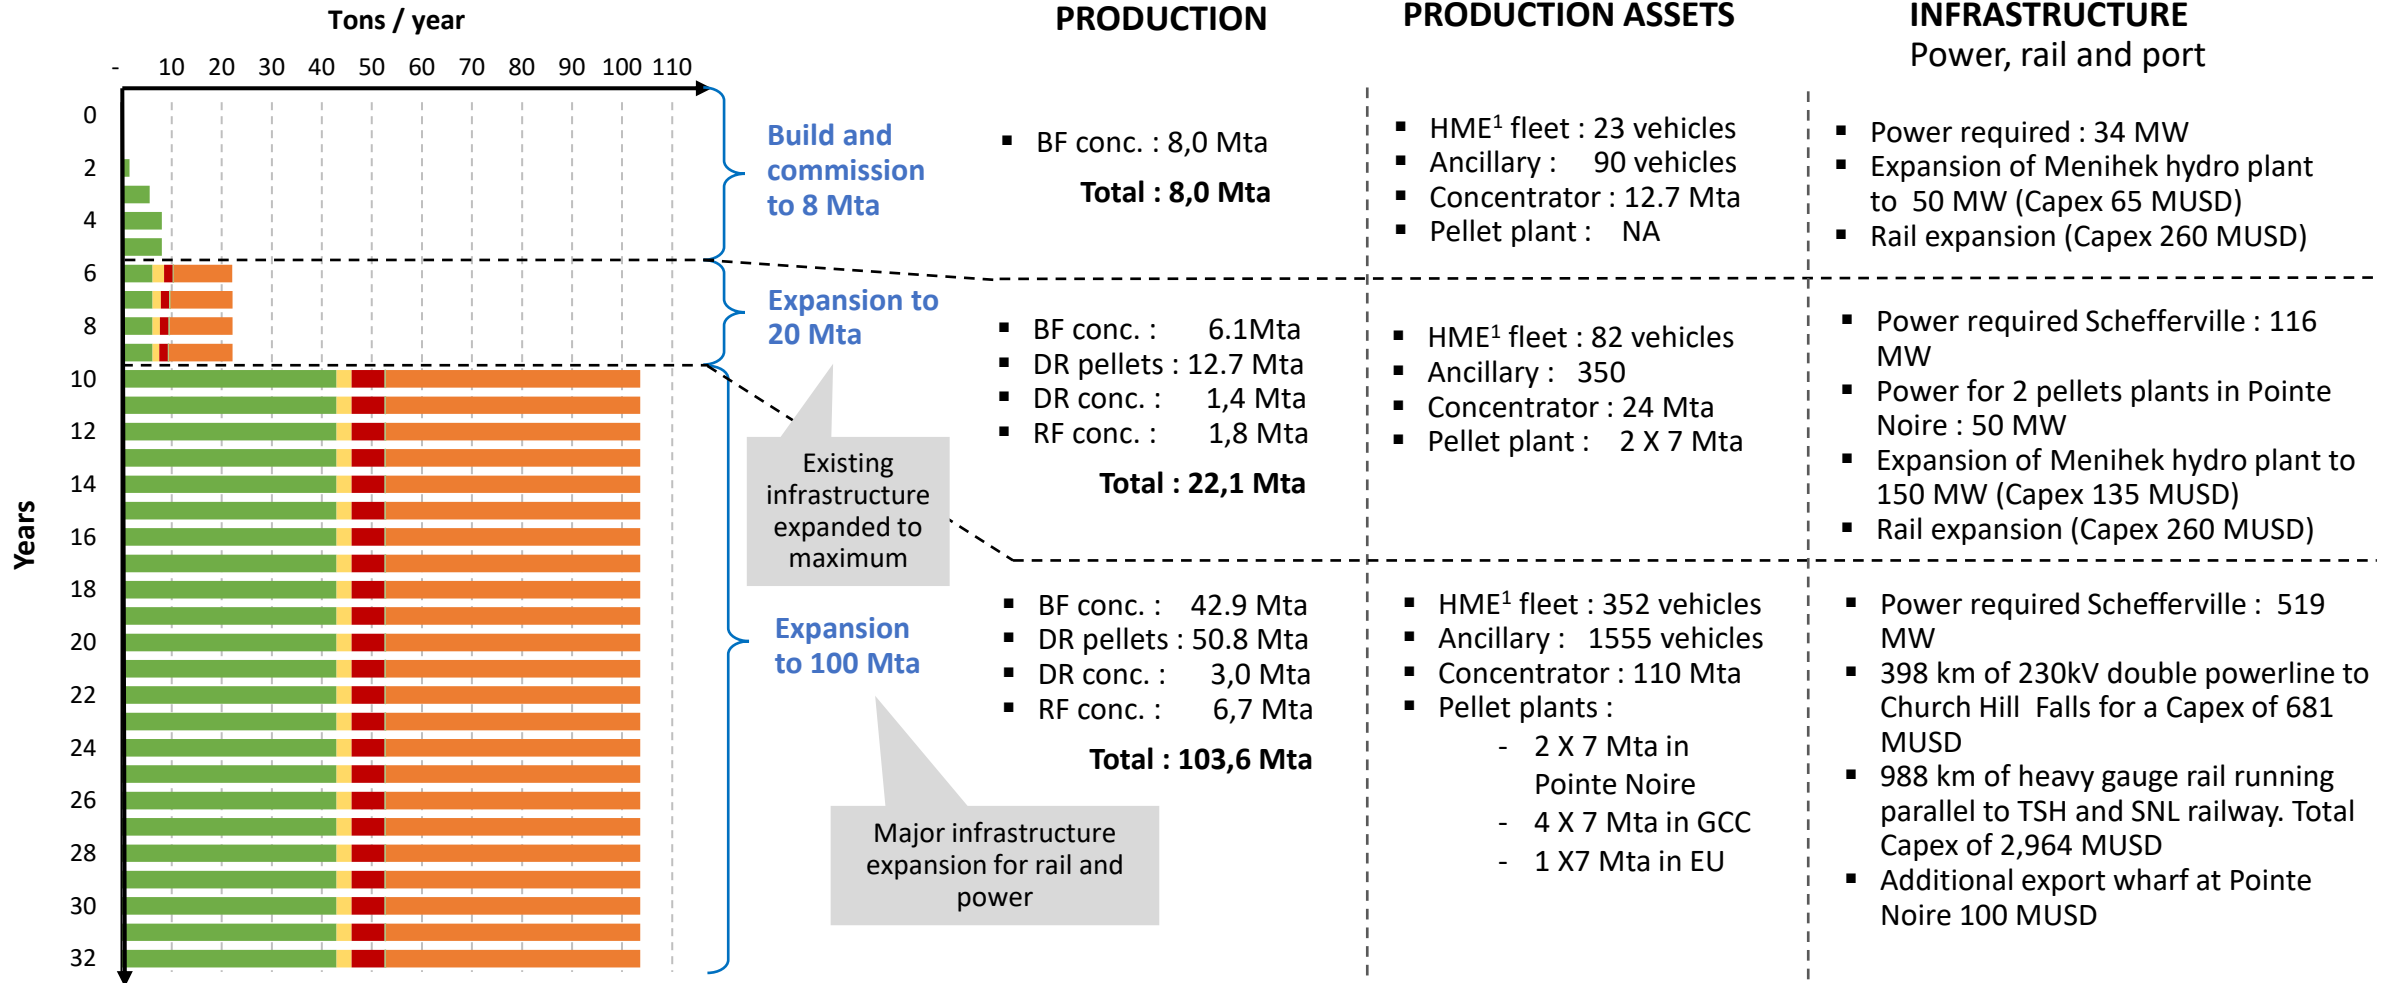 Tons / year
- 10 20 30 40 50 60 70 80 90 100 110
Years
0
2
4
6
8
10
12
14
16
18
20
22
24
26
28
30
32
Build and
commission
to 8 Mta
Expansion to
20 Mta
Existing
infrastructure
expanded to
maximum
Expansion
to 100 Mta
Major infrastructure
expansion for rail and
power
PRODUCTION
▪ BF conc. : 8,0 Mta
Total : 8,0 Mta
▪ BF conc. : 6.1Mta
▪ DR pellets : 12.7 Mta
▪ DR conc. : 1,4 Mta
▪ RF conc. : 1,8 Mta
Total : 22,1 Mta
▪ BF conc. : 42.9 Mta
▪ DR pellets : 50.8 Mta
▪ DR conc. : 3,0 Mta
▪ RF conc. : 6,7 Mta
Total : 103,6 Mta
PRODUCTION ASSETS
▪ HME¹ fleet : 23 vehicles
▪ Ancillary : 90 vehicles
▪ Concentrator : 12.7 Mta
▪ Pellet plant : NA
▪ HME¹ fleet : 82 vehicles
▪ Ancillary : 350
▪ Concentrator : 24 Mta
▪ Pellet plant : 2 X 7 Mta
▪ HME¹ fleet : 352 vehicles
▪ Ancillary : 1555 vehicles
▪ Concentrator : 110 Mta
▪ Pellet plants :
- 2 X 7 Mta in
Pointe Noire
- 4 X 7 Mta in GCC
- 1 X7 Mta in EU
INFRASTRUCTURE
Power, rail and port
▪ Power required : 34 MW
▪ Expansion of Menihek hydro plant
to 50 MW (Capex 65 MUSD)
▪ Rail expansion (Capex 260 MUSD)
▪ Power required Schefferville : 116
MW
▪ Power for 2 pellets plants in Pointe
Noire : 50 MW
▪ Expansion of Menihek hydro plant to
150 MW (Capex 135 MUSD)
▪ Rail expansion (Capex 260 MUSD)
▪ Power required Schefferville : 519
MW
▪ 398 km of 230kV double powerline to
Church Hill Falls for a Capex of 681
MUSD
▪ 988 km of heavy gauge rail running
parallel to TSH and SNL railway. Total
Capex of 2,964 MUSD
▪ Additional export wharf at Pointe
Noire 100 MUSD